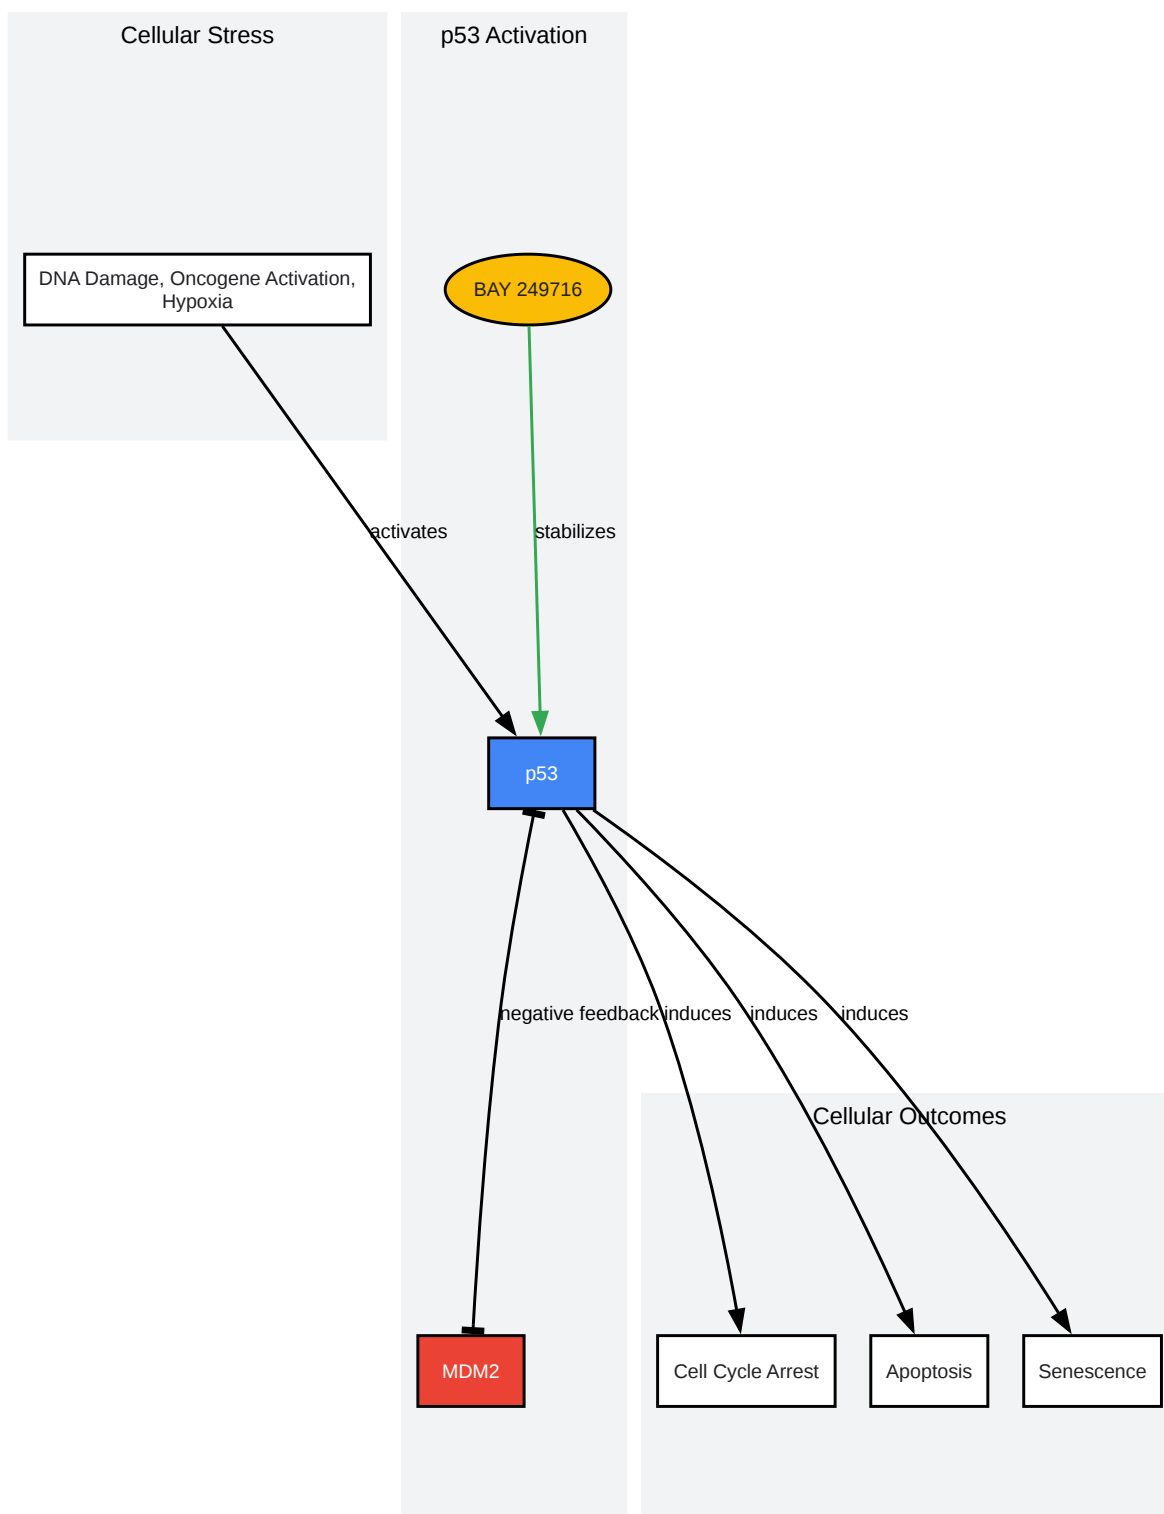 Cellular Stress
p53 Activation
DNA Damage, Oncogene Activation,
Hypoxia
BAY 249716
activates
stabilizes
p53
negative feedback
induces
induces
induces
Cellular Outcomes
MDM2
Cell Cycle Arrest
Apoptosis
Senescence